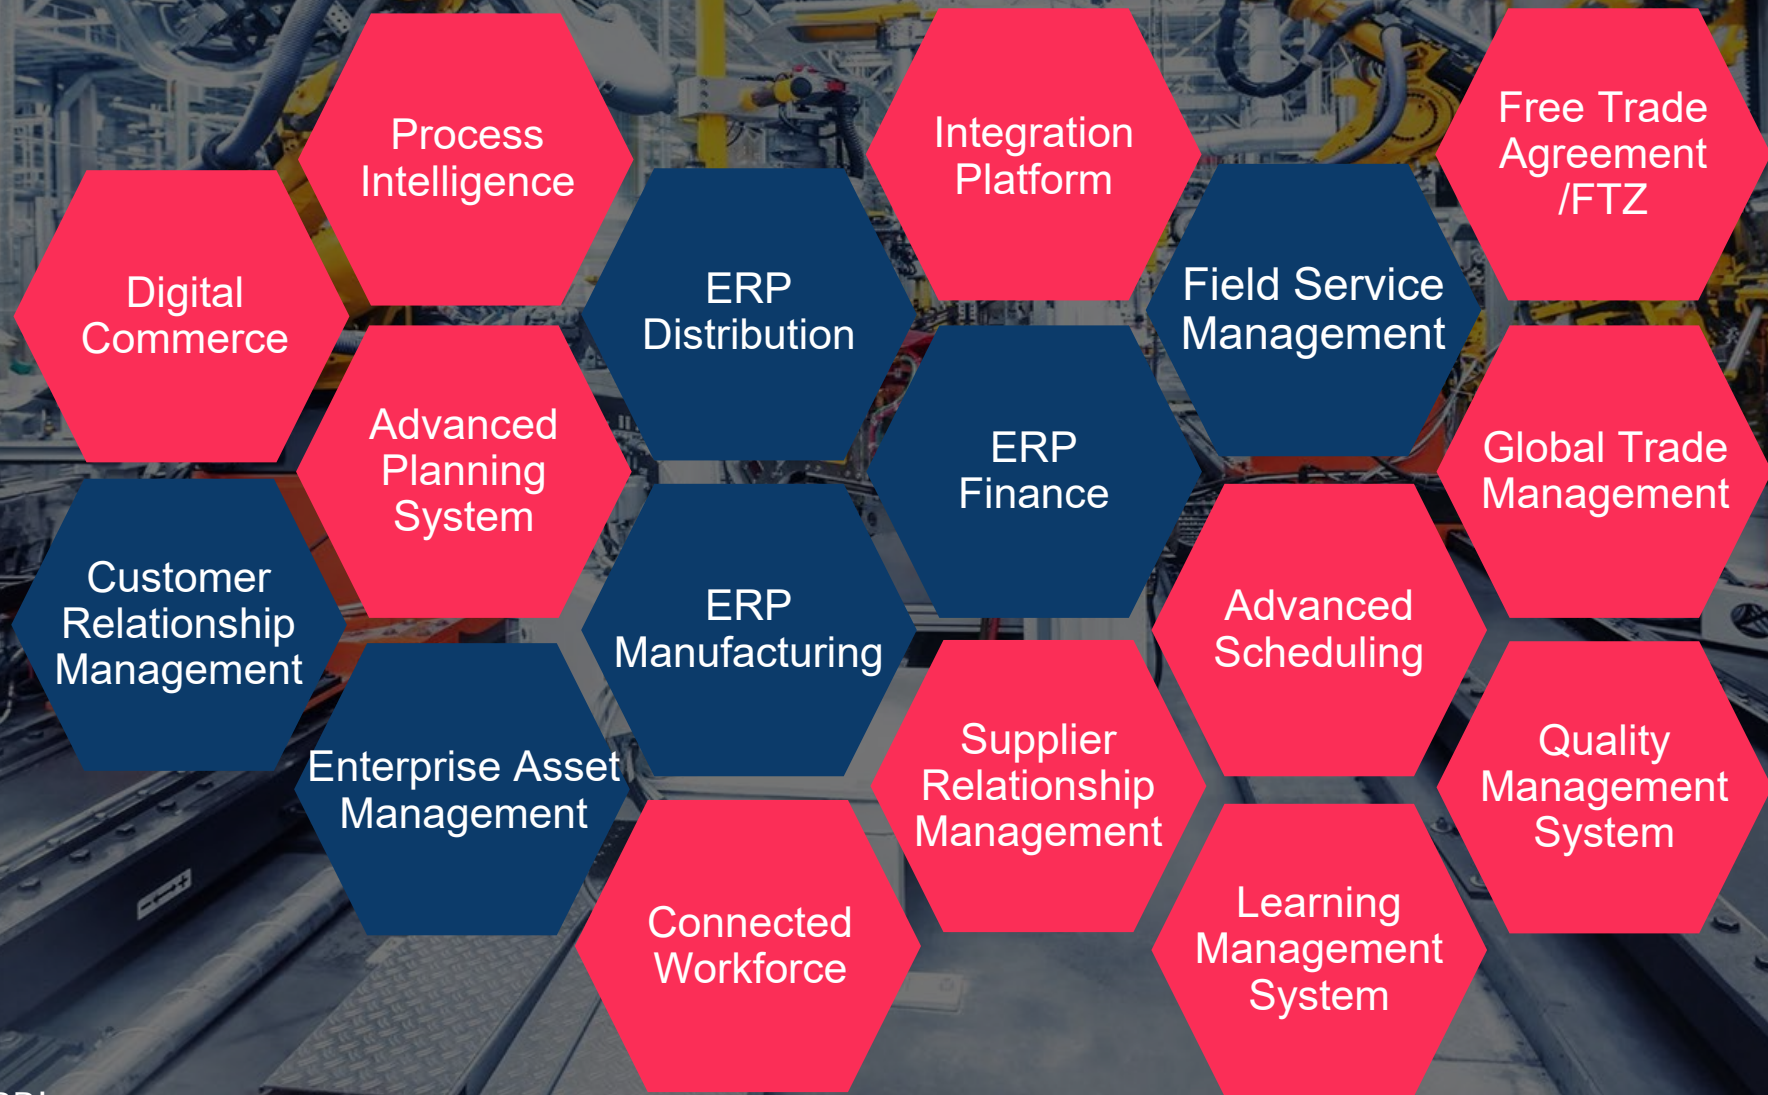 Process
Intelligence
Integration
Platform
Free Trade
Agreement
/FTZ
Digital
Commerce
ERP
Distribution
Field Service
Management
Advanced
Planning
System
ERP
Finance
Global Trade
Management
Customer
Relationship
Management
ERP
Manufacturing
Advanced
Scheduling
Enterprise Asset
Management
Supplier
Relationship
Management
Quality
Management
System
Connected
Workforce
Learning
Management
System